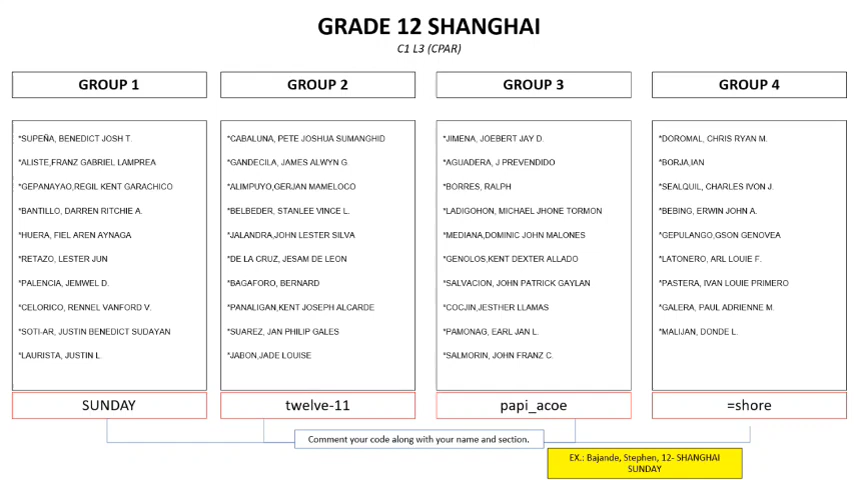 GRADE 12 SHANGHAI
C1 L3 (CPAR)
GROUP 1
*SUPEÑA, BENEDICT JOSH T.
*ALISTE,FRANZ GABRIEL LAMPREA
*GEPANAYAO,REGIL KENT GARACHICO
*BANTILLO, DARREN RITCHIE A.
*HUERA, FIEL AREN AYNAGA
*RETAZO, LESTER JUN
*PALENCIA, JEMWEL D.
*CELORICO, RENNEL VANFORD V.
*SOTI-AR, JUSTIN BENEDICT SUDAYAN
*LAURISTA, JUSTIN L.
SUNDAY
GROUP 2
*CABALUNA, PETE JOSHUA SUMANGHID
*GANDECILA, JAMES ALWYN G
*ALIMPUYO,GERJAN MAMELOCO
*BELBEDER, STANLEE VINCE L.
*JALANDRA,JOHN LESTER SILVA
*DE LA CRUZ, JESAM DE LEON
*BAGAFORO, BERNARD
*PANALIGAN,KENT JOSEPH ALCARDE
*SUAREZ, JAN PHILIP GALES
*JABON,JADE LOUISE
twelve-11
GROUP 3
*JIMENA, JOEBERT JAY D.
*AGUADERA, J PREVENDIDO
*BORRES, RALPH
*LADIGOHON, MICHAEL JHONE TORMON
*MEDIANA,DOMINIC JOHN MALONES
*GENOLOS,KENT DEXTER ALLADO
*SALVACION, JOHN PATRICK GAYLAN
*COCJIN,JESTHER LLAMAS
*PAMONAG, EARL JAN L.
*SALMORIN, JOHN FRANZ C.
papi_acoe
GROUP 4
*DOROMAL, CHRIS RYAN M.
*BORJA,IAN
*SEALQUIL, CHARLES IVON J.
*BEBING, ERWIN JOHN A.
*GEPULANGO,GSON GENOVEA
*LATONERO, ARL LOUIE F.
*PASTERA, IVAN LOUIE PRIMERO
*GALERA, PAUL ADRIENNE M.
*MALIJAN, DONDE L.
=shore
Comment your code along with your name and section.
EX.: Bajande, Stephen, 12- SHANGHAI
SUNDAY